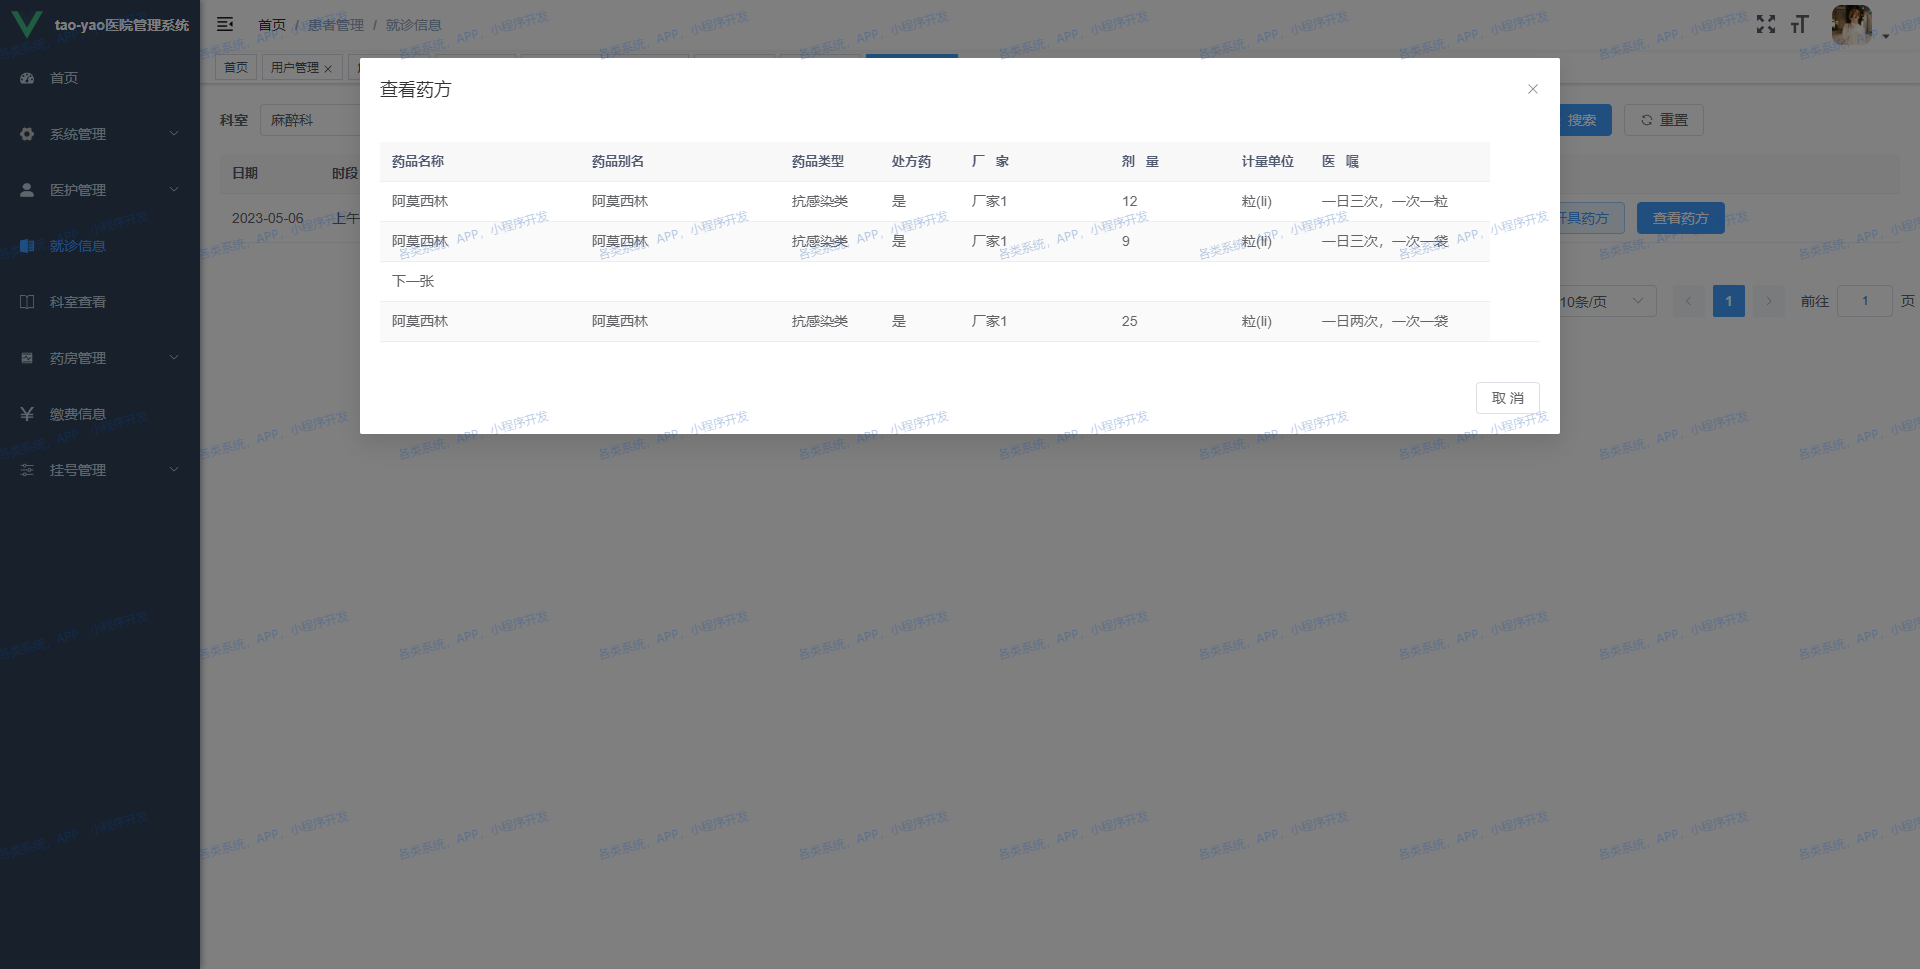 tao-yao医院管理系统
首页 / 患者管理 / 就诊信息
首页
系统管理
医护管理
就诊信息
科室查看
药房管理
缴费信息
挂号管理
首页
用户管理 ×
科室
麻醉科
搜索
重置
日期
时段
2023-05-06
上午
具药方
查看药方
10条/页
1
前往
1
页
查看药方
药品名称 药品别名 药品类型 处方药 厂 家 剂 量 计量单位 医 嘱
阿莫西林 阿莫西林 抗感染类 是 厂家1 12 粒(li) 一日三次，一次一粒
阿莫西林 阿莫西林 抗感染类 是 厂家1 9 粒(li) 一日三次，一次一袋
下一张
阿莫西林 阿莫西林 抗感染类 是 厂家1 25 粒(li) 一日两次，一次一袋
取 消
各类系统，APP，小程序开发